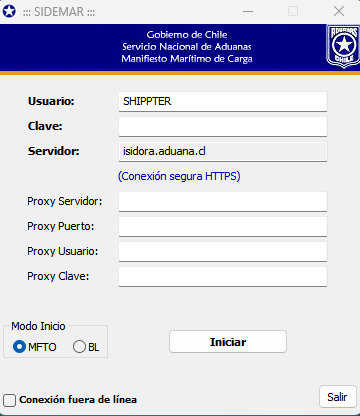 ::: SIDEMAR :::
Gobierno de Chile
Servicio Nacional de Aduanas
Manifiesto Marítimo de Carga
ADUANAS
CHILE
Usuario: SHIPPTER
Clave:
Servidor: isidora.aduana.cl
(Conexión segura HTTPS)
Proxy Servidor:
Proxy Puerto:
Proxy Usuario:
Proxy Clave:
Modo Inicio
MFTO BL
Iniciar
Conexión fuera de línea
Salir